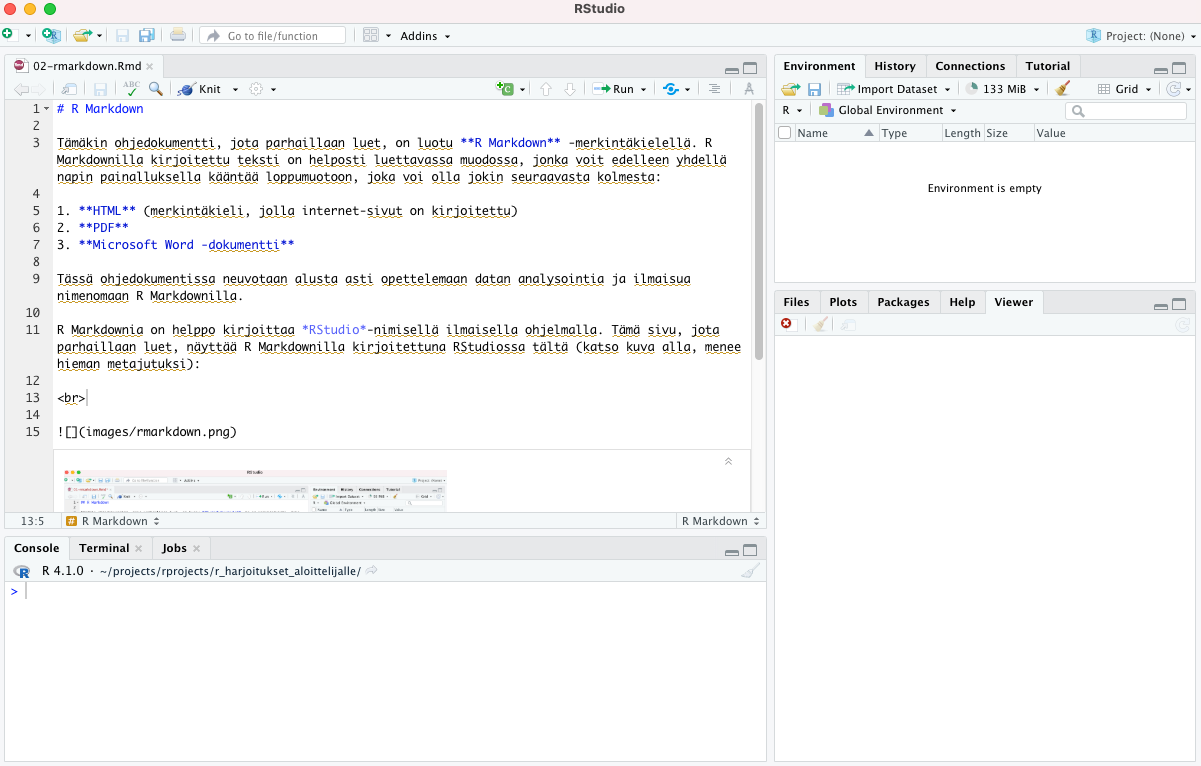 RStudio
Go to file/function
Addins
Project: (None)
02-rmarkdown.Rmd
ABC
Knit
Run
1
# R Markdown
2
3
Tämäkin ohjedokumentti, jota parhaillaan luet, on luotu **R Markdown** -merkintäkielellä. R
Markdownilla kirjoitettu teksti on helposti luettavassa muodossa, jonka voit edelleen yhdellä
napin painalluksella kääntää loppumuotoon, joka voi olla jokin seuraavasta kolmesta:
4
5
1. **HTML** (merkintäkieli, jolla internet-sivut on kirjoitettu)
6
2. **PDF**
7
3. **Microsoft Word -dokumentti**
8
9
Tässä ohjedokumentissa neuvotaan alusta asti opettelemaan datan analysointia ja ilmaisua
nimenomaan R Markdownilla.
10
11
R Markdownia on helppo kirjoittaa *RStudio*-nimisellä ilmaisella ohjelmalla. Tämä sivu, jota
parhaillaan luet, näyttää R Markdownilla kirjoitettuna RStudiossa tältä (katso kuva alla, menee
hieman metajutuksi):
12
13
<br>
14
15
![](images/rmarkdown.png)
13:5
# R Markdown
R Markdown
Console
Terminal
Jobs
R 4.1.0 · ~/projects/rprojects/r_harjoitukset_aloittelijalle/
>
Environment
History
Connections
Tutorial
Import Dataset
133 MiB
Grid
R
Global Environment
Name
Type
Length
Size
Value
Environment is empty
Files
Plots
Packages
Help
Viewer